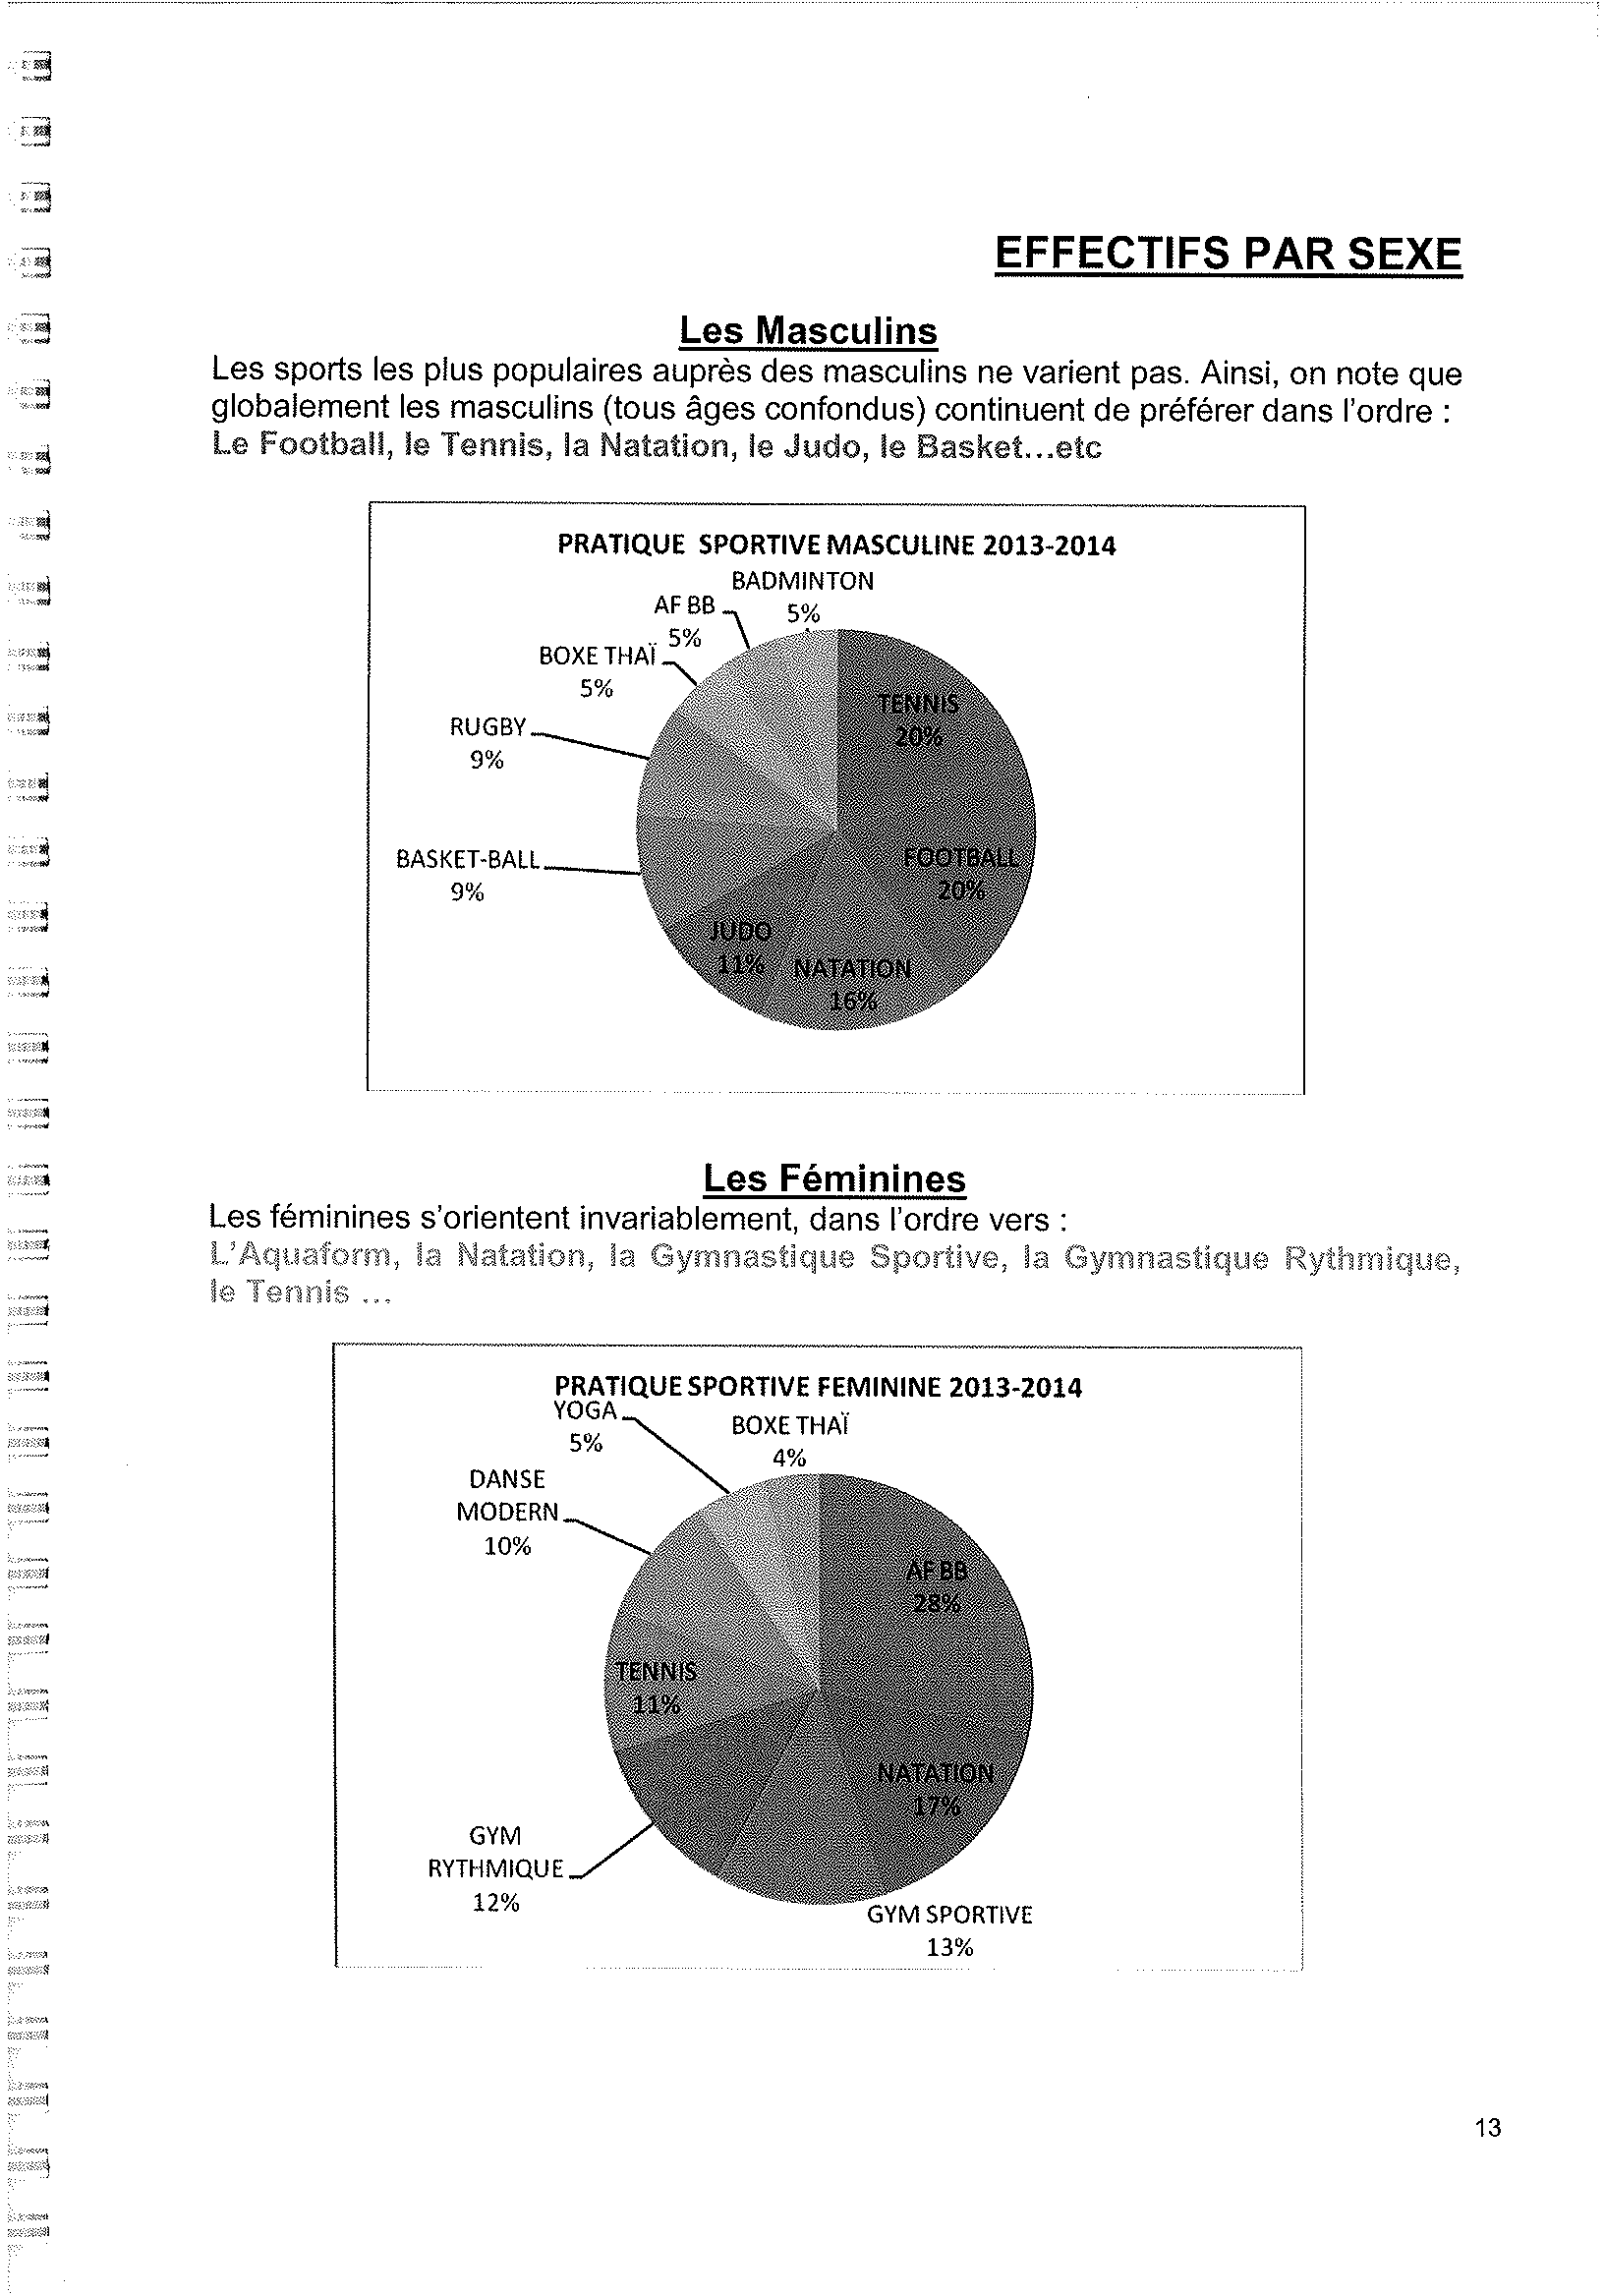 EFFECTIFS PAR SEXE
Les Masculins
Les sports les plus populaires auprès des masculins ne varient pas. Ainsi, on note que
globalement les masculins (tous âges confondus) continuent de préférer dans l'ordre :
Le Football, le Tennis, la Natation, le Judo, le Basket...etc
PRATIQUE SPORTIVE MASCULINE 2013-2014
BADMINTON
5%
AF BB
5%
BOXE THAÏ
5%
RUGBY
9%
BASKET-BALL
9%
TENNIS
20%
FOOTBALL
20%
JUDO
11%
NATATION
16%
Les Féminines
Les féminines s'orientent invariablement, dans l'ordre vers :
L'Aquaform, la Natation, la Gymnastique Sportive, la Gymnastique Rythmique,
le Tennis ...
PRATIQUE SPORTIVE FEMININE 2013-2014
YOGA
5%
BOXE THAÏ
4%
DANSE
MODERN
10%
AF BB
28%
TENNIS
11%
NATATION
17%
GYM
RYTHMIQUE
12%
GYM SPORTIVE
13%
13